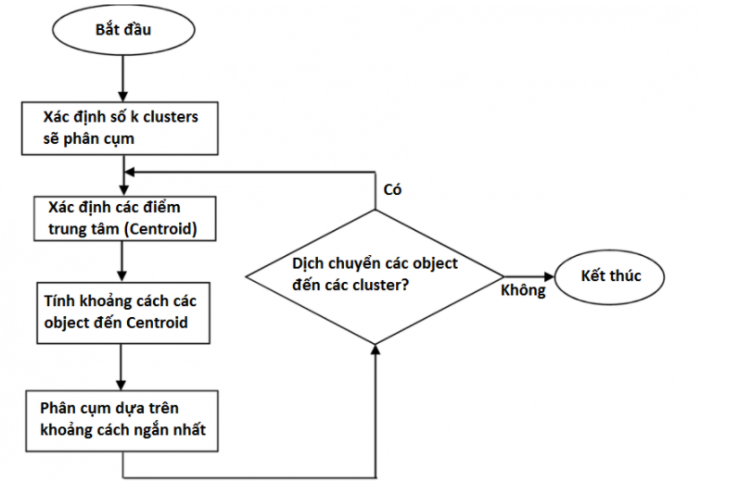 Bắt đầu
Xác định số k clusters
sẽ phân cụm
Xác định các điểm
trung tâm (Centroid)
Tính khoảng cách các
object đến Centroid
Phân cụm dựa trên
khoảng cách ngắn nhất
Dịch chuyển các object
đến các cluster?
Có
Không
Kết thúc